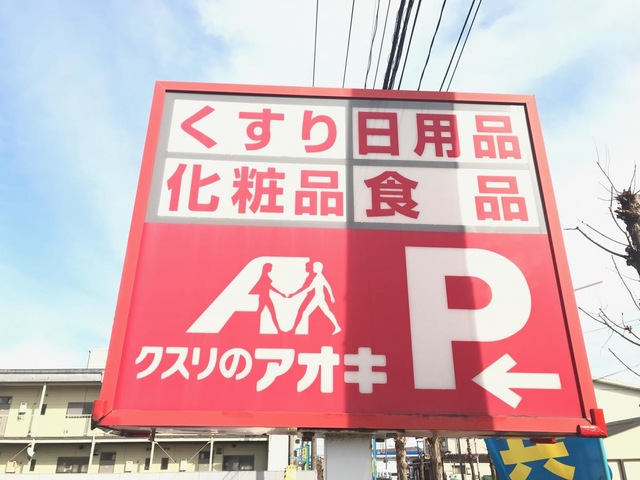 くすり 日用品
化粧品 食品
クスリのアオキ
P